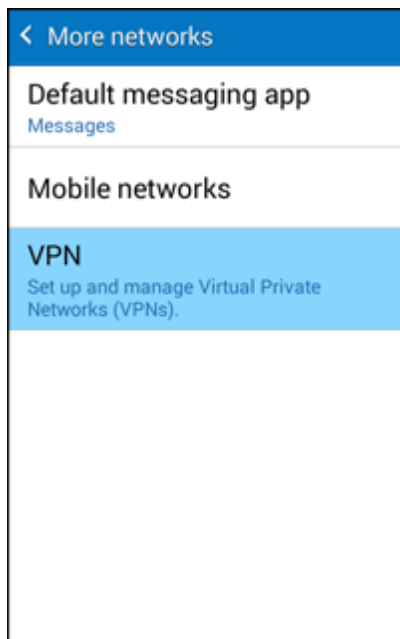 More networks
Default messaging app
Messages
Mobile networks
VPN
Set up and manage Virtual Private
Networks (VPNs).